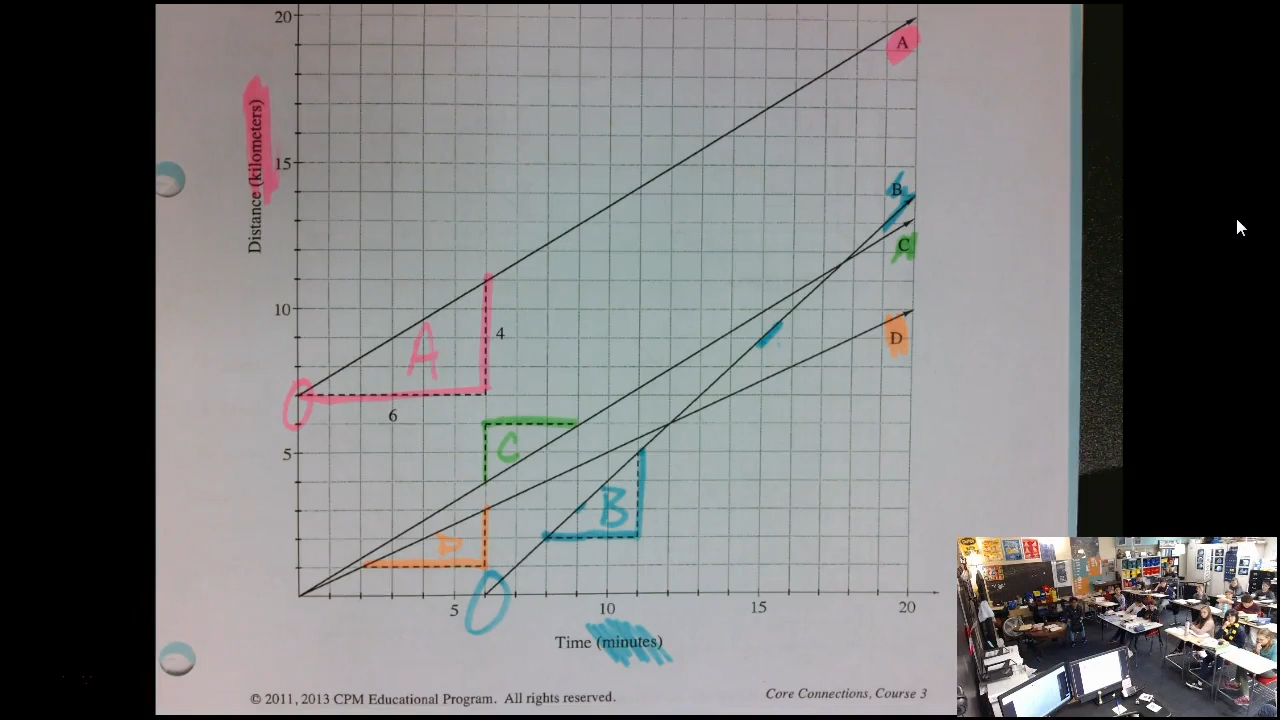 20
A
15
Distance (kilometers)
B
C
10
4
D
A
6
C
5
B
D
5
10
15
20
Time (minutes)
© 2011, 2013 CPM Educational Program. All rights reserved.
Core Connections, Course 3